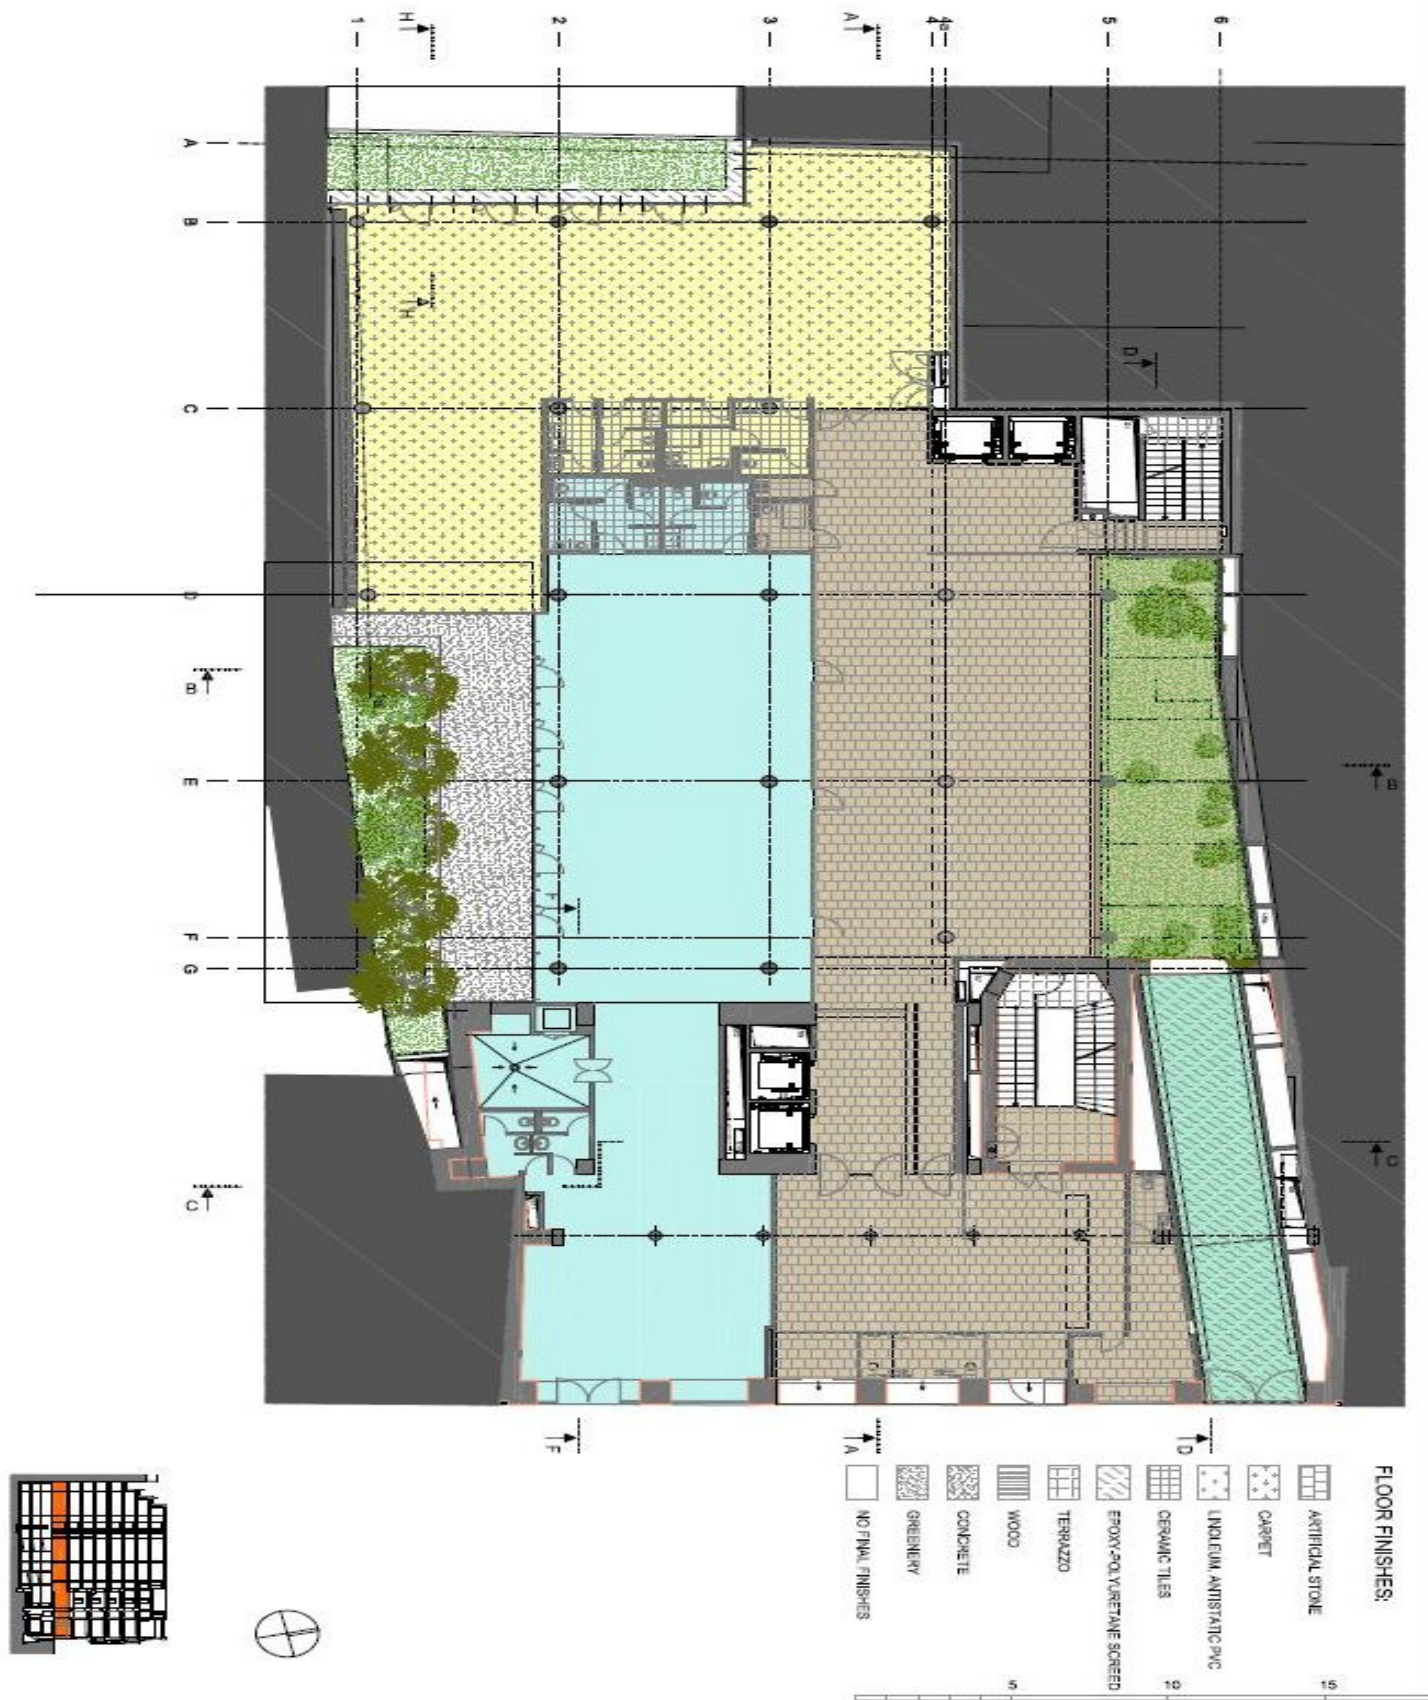 1 2 3 4 4a 5 6
H A
A
B
C
D
E
F
G
H
D
B
B
F
C
C
F A D
FLOOR FINISHES:
ARTIFICIAL STONE
CARPET
LINOLEUM, ANTISTATIC PVC
CERAMIC TILES
EPOXY-POLYURETANE SCREED
TERRAZZO
WOOD
CONCRETE
GREENERY
NO FINAL FINISHES
5 10 15